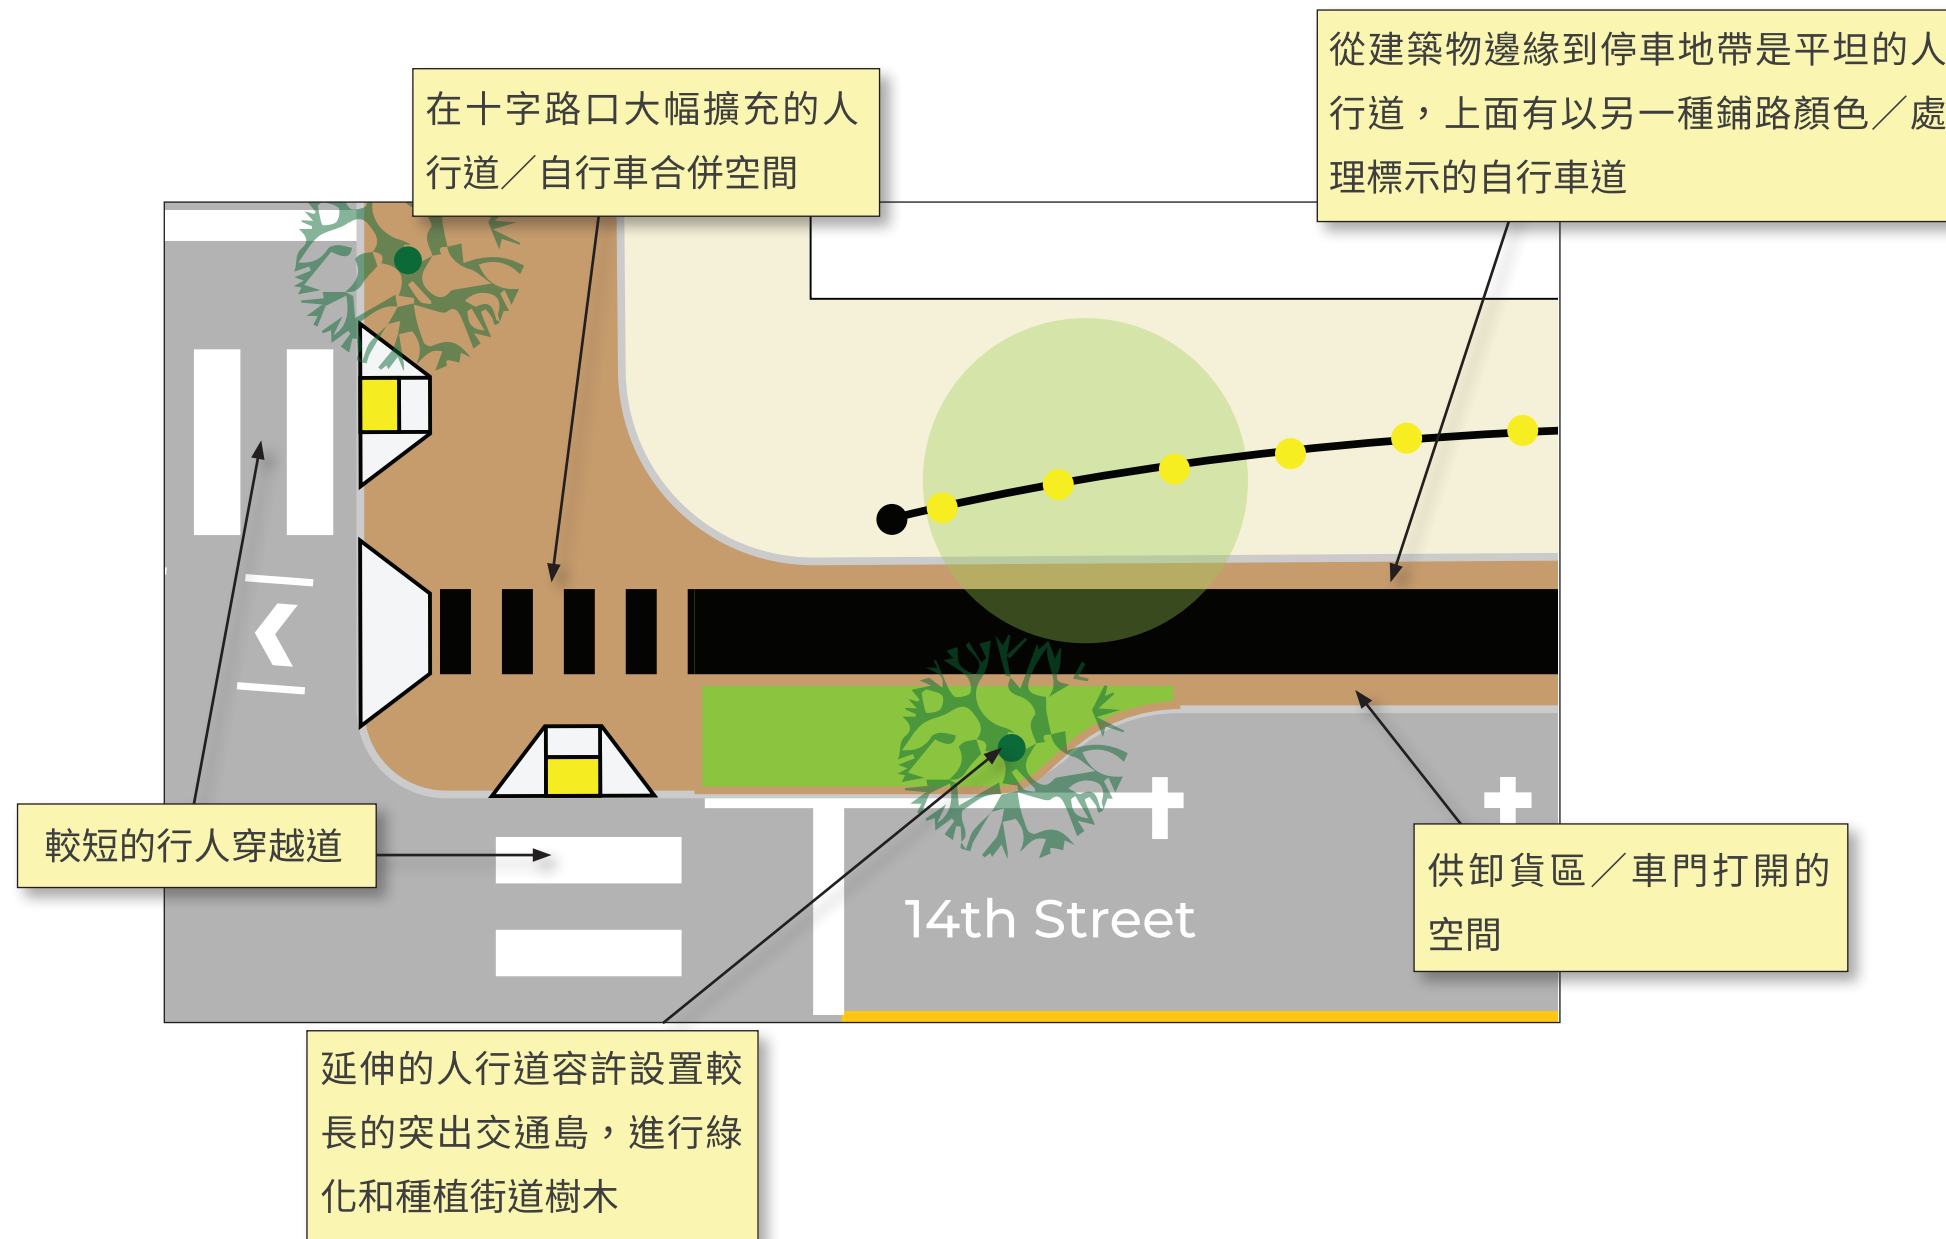 從建築物邊緣到停車地帶是平坦的人
行道，上面有以另一種鋪路顏色／處
理標示的自行車道
在十字路口大幅擴充的人
行道／自行車合併空間
較短的行人穿越道
供卸貨區／車門打開的
空間
14th Street
延伸的人行道容許設置較
長的突出交通島，進行綠
化和種植街道樹木